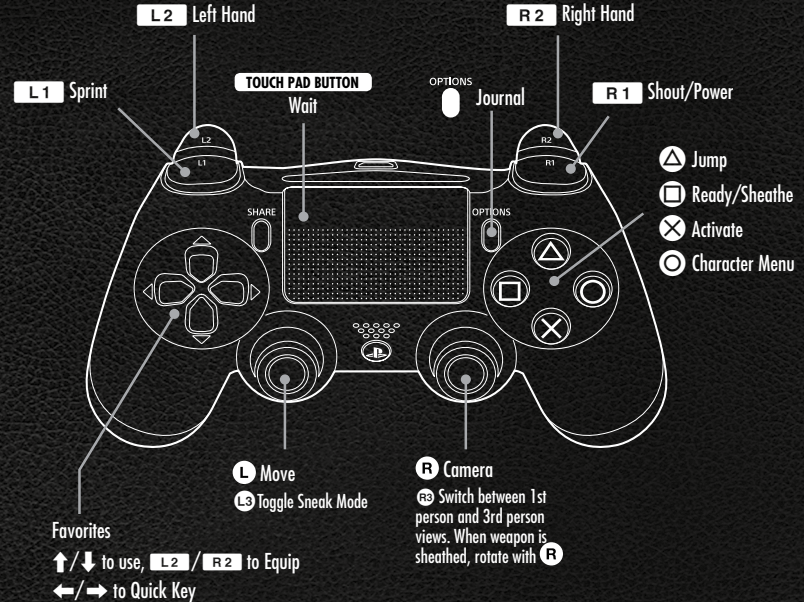 L2 Left Hand
R2 Right Hand
L1 Sprint
TOUCH PAD BUTTON
Wait
OPTIONS
Journal
R1 Shout/Power
L2
L1
R2
R1
SHARE
OPTIONS
Jump
Ready/Sheathe
Activate
Character Menu
L Move
L3 Toggle Sneak Mode
R Camera
R3 Switch between 1st
person and 3rd person
views. When weapon is
sheathed, rotate with R
Favorites
↑/↓ to use, L2 / R2 to Equip
←/→ to Quick Key